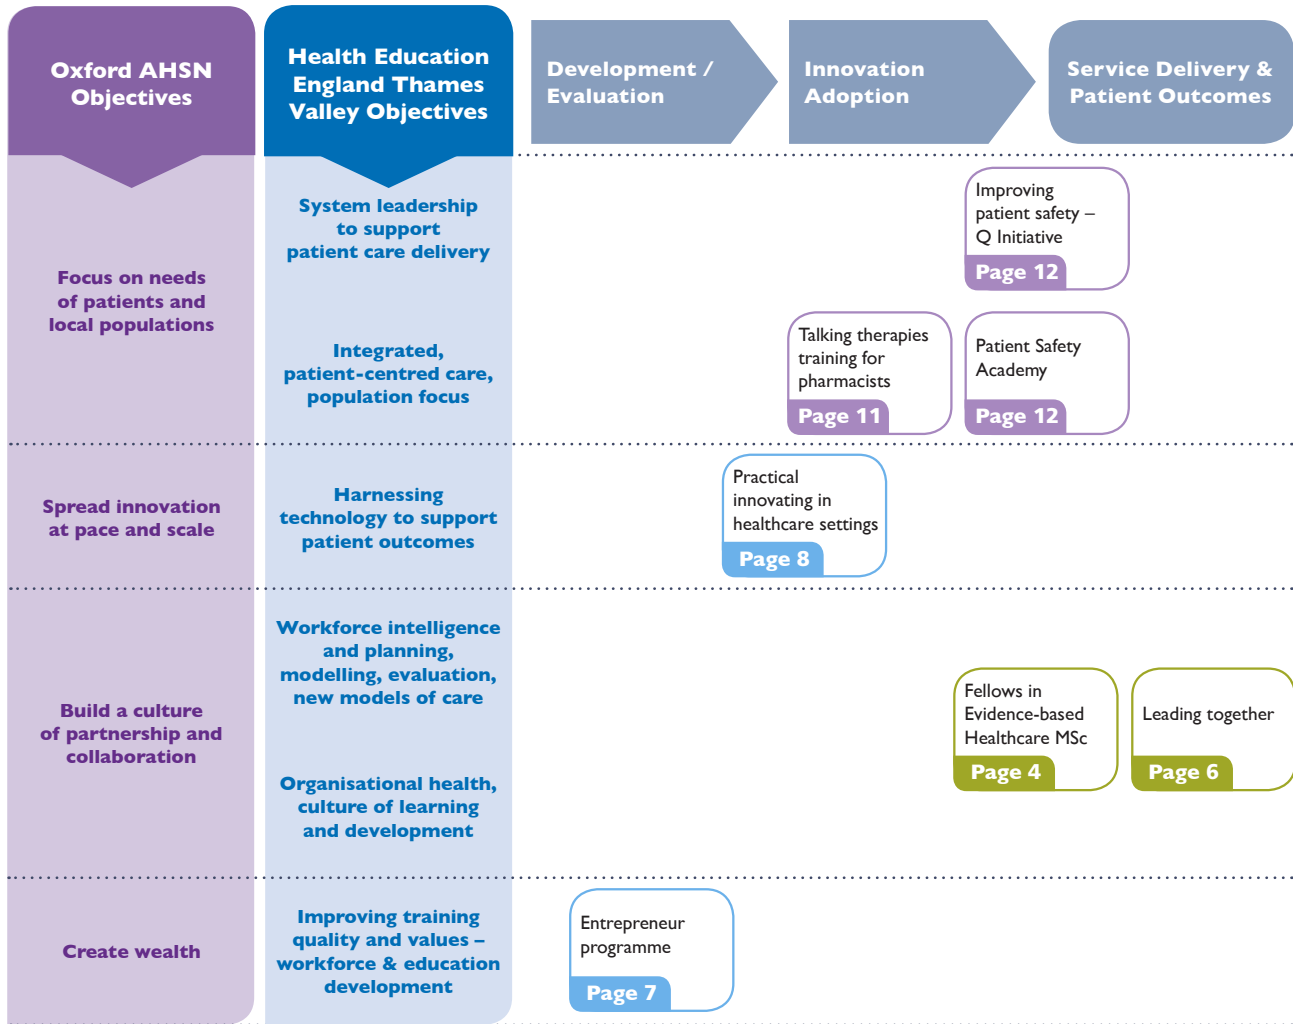 Oxford AHSN
Objectives
Health Education
England Thames
Valley Objectives
Development /
Evaluation
Innovation
Adoption
Service Delivery &
Patient Outcomes
Focus on needs
of patients and
local populations
System leadership
to support
patient care delivery
Integrated,
patient-centred care,
population focus
Improving
patient safety –
Q Initiative
Page 12
Talking therapies
training for
pharmacists
Page 11
Patient Safety
Academy
Page 12
Spread innovation
at pace and scale
Harnessing
technology to support
patient outcomes
Practical
innovating in
healthcare settings
Page 8
Build a culture
of partnership and
collaboration
Workforce intelligence
and planning,
modelling, evaluation,
new models of care
Organisational health,
culture of learning
and development
Fellows in
Evidence-based
Healthcare MSc
Page 4
Leading together
Page 6
Create wealth
Improving training
quality and values –
workforce & education
development
Entrepreneur
programme
Page 7